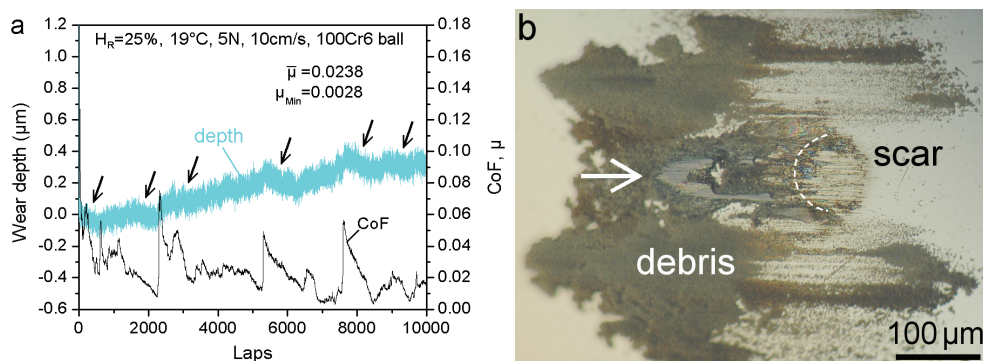 a
H_R=25%, 19°C, 5N, 10cm/s, 100Cr6 ball
μ̅ =0.0238
μ_Min=0.0028
depth
CoF
Wear depth (μm)
1.2
1.0
0.8
0.6
0.4
0.2
0.0
-0.2
-0.4
-0.6
0.18
0.16
0.14
0.12
0.10
0.08
0.06
0.04
0.02
0.00
CoF, μ
0 2000 4000 6000 8000 10000
Laps
b
scar
debris
100 μm